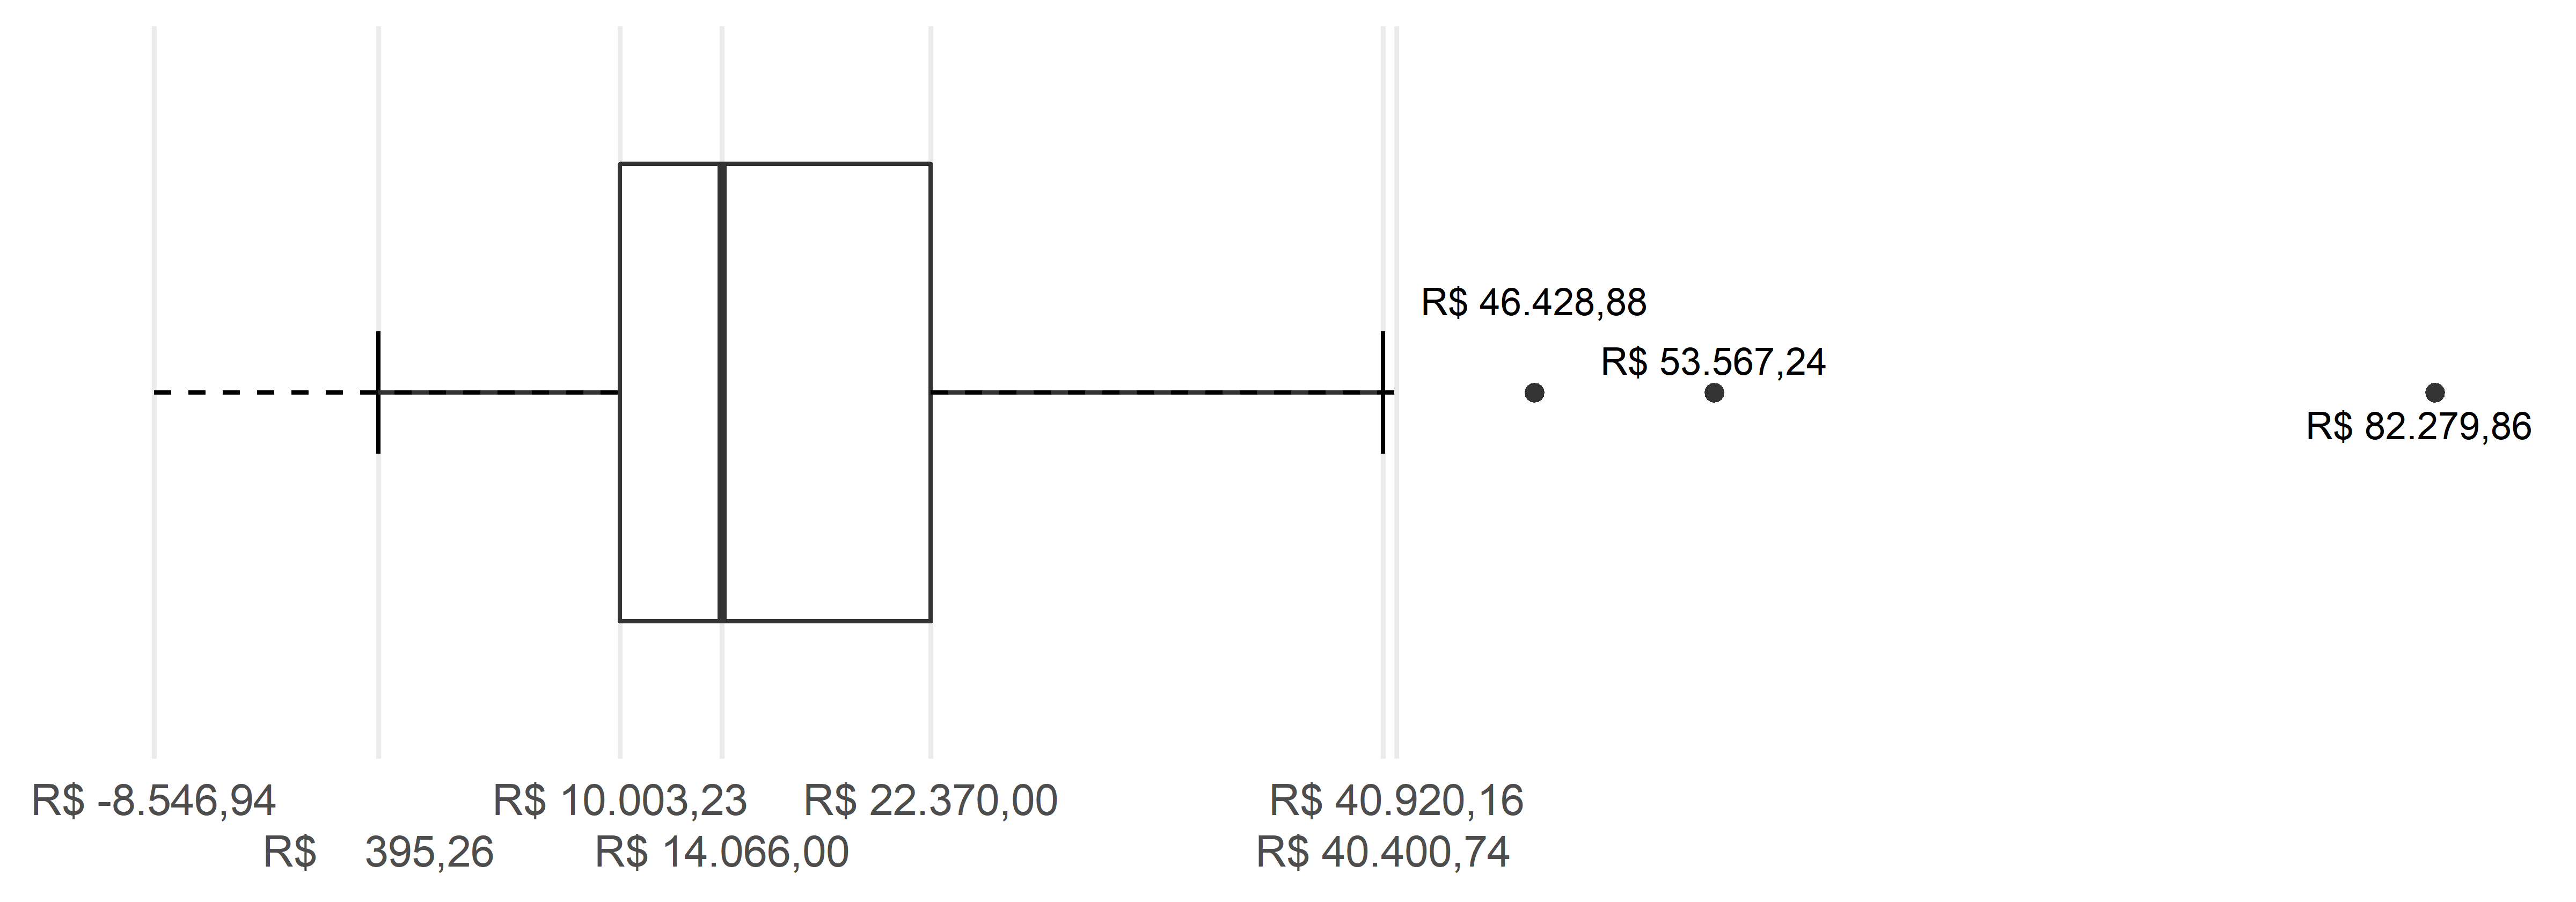 R$ 46.428,88
R$ 53.567,24
R$ 82.279,86
R$ -8.546,94 R$ 10.003,23 R$ 22.370,00 R$ 40.920,16
R$ 395,26 R$ 14.066,00 R$ 40.400,74